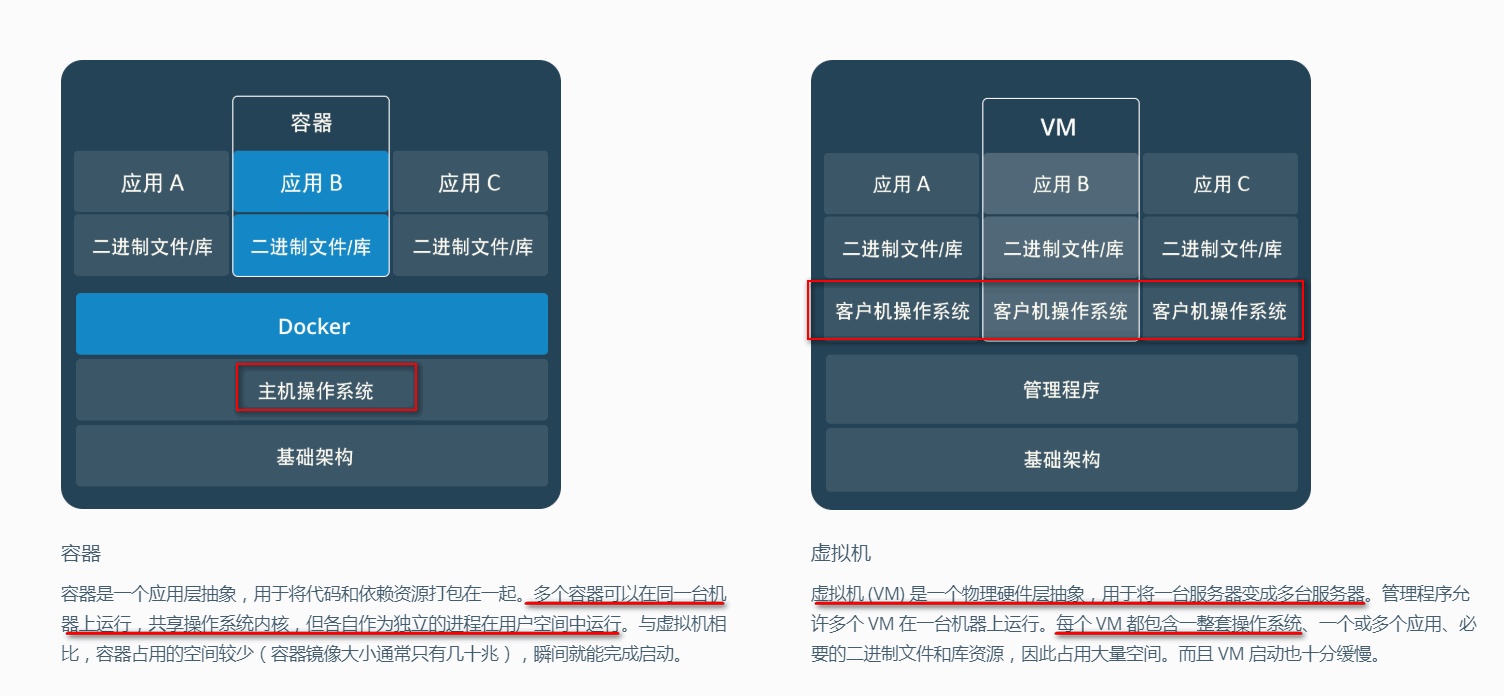 容器
应用 A
应用 B
应用 C
二进制文件/库
二进制文件/库
二进制文件/库
Docker
主机操作系统
基础架构
VM
应用 A
应用 B
应用 C
二进制文件/库
二进制文件/库
二进制文件/库
客户机操作系统
客户机操作系统
客户机操作系统
管理程序
基础架构
容器
容器是一个应用层抽象，用于将代码和依赖资源打包在一起。多个容器可以在同一台机
器上运行，共享操作系统内核，但各自作为独立的进程在用户空间中运行。与虚拟机相
比，容器占用的空间较少（容器镜像大小通常只有几十兆），瞬间就能完成启动。
虚拟机
虚拟机 (VM) 是一个物理硬件层抽象，用于将一台服务器变成多台服务器。管理程序允
许多个 VM 在一台机器上运行。每个 VM 都包含一整套操作系统、一个或多个应用、必
要的二进制文件和库资源，因此占用大量空间。而且 VM 启动也十分缓慢。